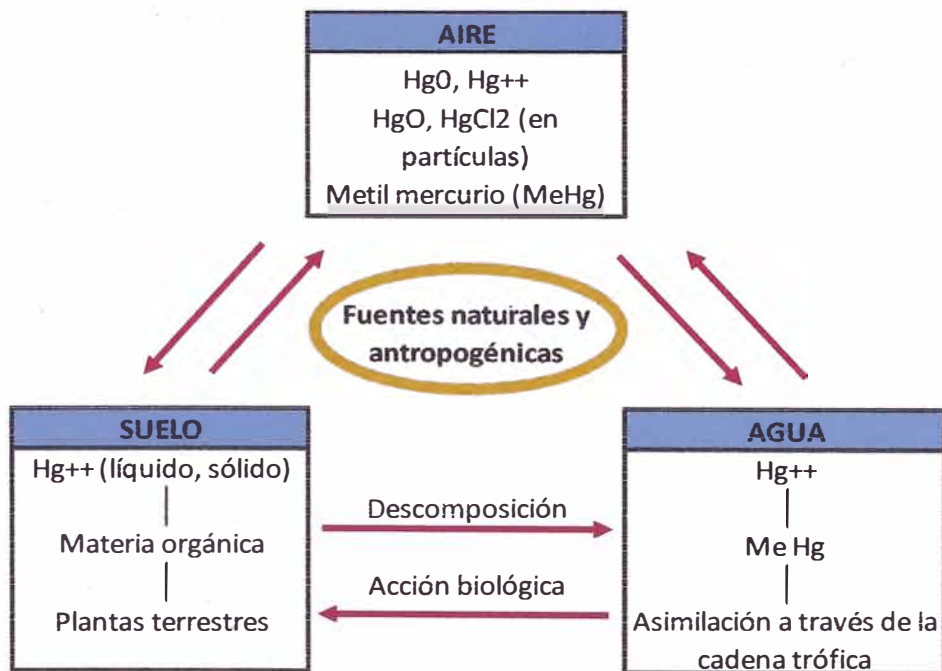 AIRE
HgO, Hg++
HgO, HgCl2 (en
partículas)
Metil mercurio (MeHg)
Fuentes naturales y
antropogénicas
SUELO
Hg++ (líquido, sólido)
Materia orgánica
Plantas terrestres
Descomposición
Acción biológica
AGUA
Hg++
Me Hg
Asimilación a través de la
cadena trófica